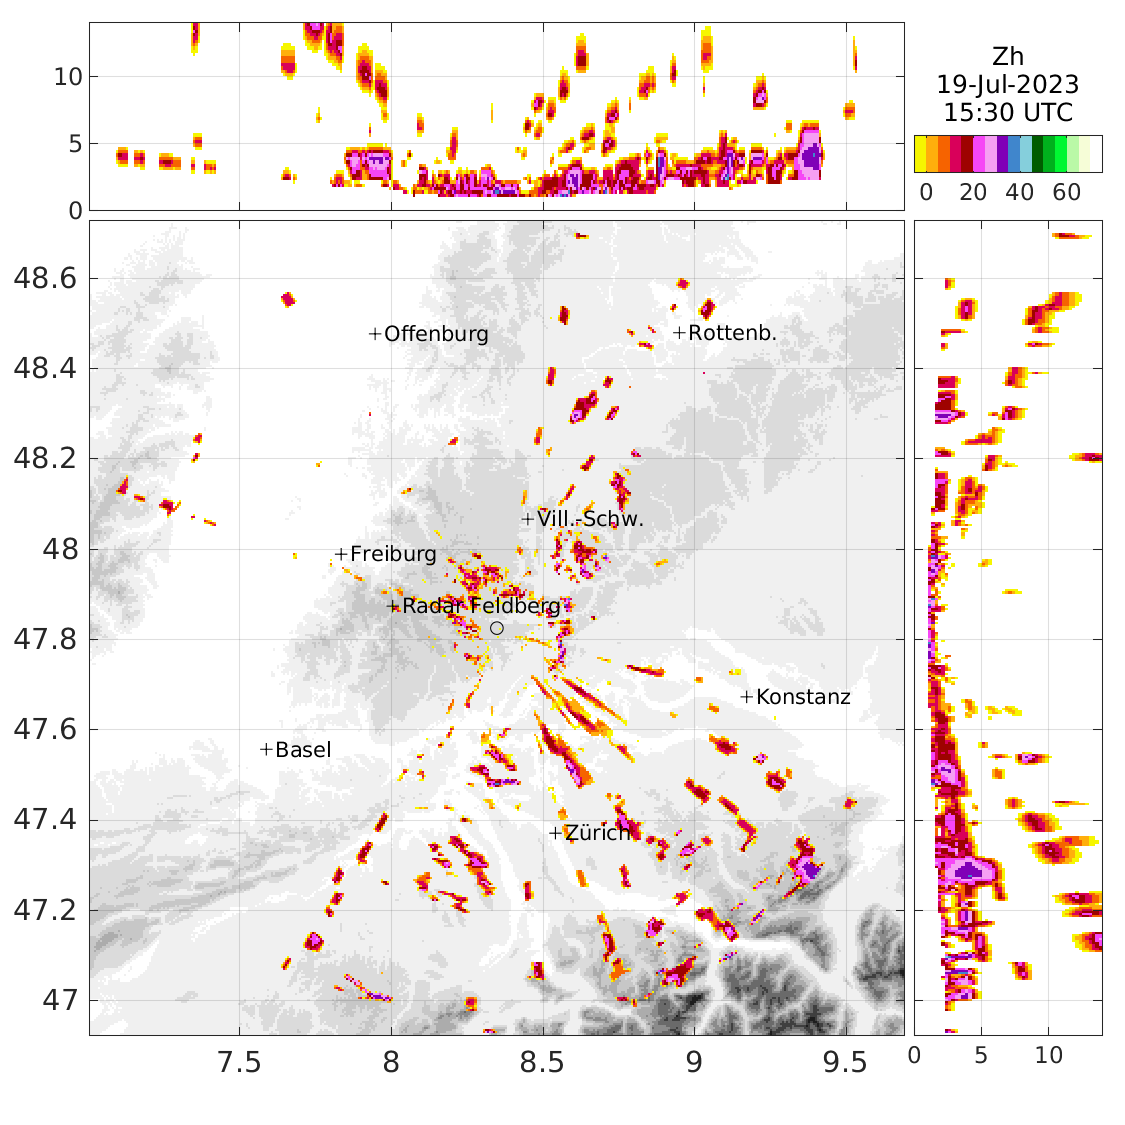 Zh
19-Jul-2023
15:30 UTC
0 20 40 60
10
5
0
48.6
48.4
48.2
48
47.8
47.6
47.4
47.2
47
Offenburg
Rottenb.
Vill.-Schw.
Freiburg
Radar Feldberg
Konstanz
Basel
Zürich
7.5 8 8.5 9 9.5
0 5 10